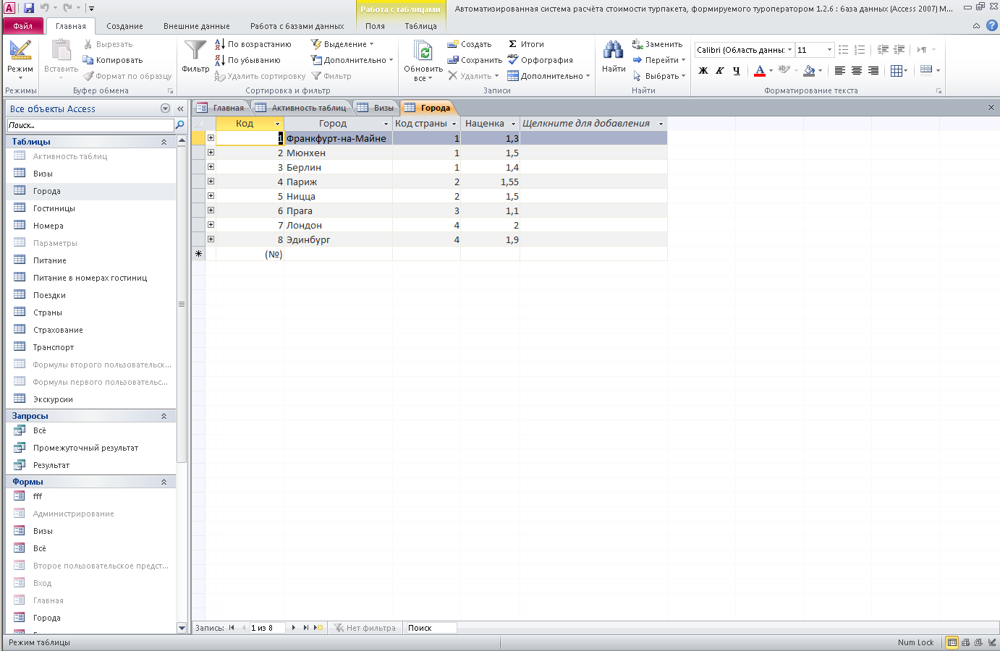 Работа с таблицами
Автоматизированная система расчёта стоимости турпакета, формируемого туроператором 1.2.6 : база данных (Access 2007) М...
Файл Главная Создание Внешние данные Работа с базами данных Поля Таблица
Режим
Режимы
Вставить
Вырезать
Копировать
Формат по образцу
Буфер обмена
Фильтр
По возрастанию
По убыванию
Удалить сортировку
Выделение
Дополнительно
Фильтр
Сортировка и фильтр
Обновить
все
Создать
Сохранить
Удалить
Итоги
Орфография
Дополнительно
Записи
Найти
Заменить
Перейти
Выбрать
Найти
Calibri (Область данны: 11
Ж К Ч
Форматирование текста
Все объекты Access
Поиск...
Таблицы
Активность таблиц
Визы
Города
Гостиницы
Номера
Параметры
Питание
Питание в номерах гостиниц
Поездки
Страны
Страхование
Транспорт
Формулы второго пользовательск...
Формулы первого пользовательс...
Экскурсии
Запросы
Всё
Промежуточный результат
Результат
Формы
fff
Администрирование
Визы
Всё
Второе пользовательское предст...
Вход
Главная
Города
Главная Активность таблиц Визы Города
Код Город Код страны Наценка Щелкните для добавления
1 Франкфурт-на-Майне 1 1,3
2 Мюнхен 1 1,5
3 Берлин 1 1,4
4 Париж 2 1,55
5 Ницца 2 1,5
6 Прага 3 1,1
7 Лондон 4 2
8 Эдинбург 4 1,9
(№)
Запись: 1 из 8 Нет фильтра Поиск
Режим таблицы
Num Lock